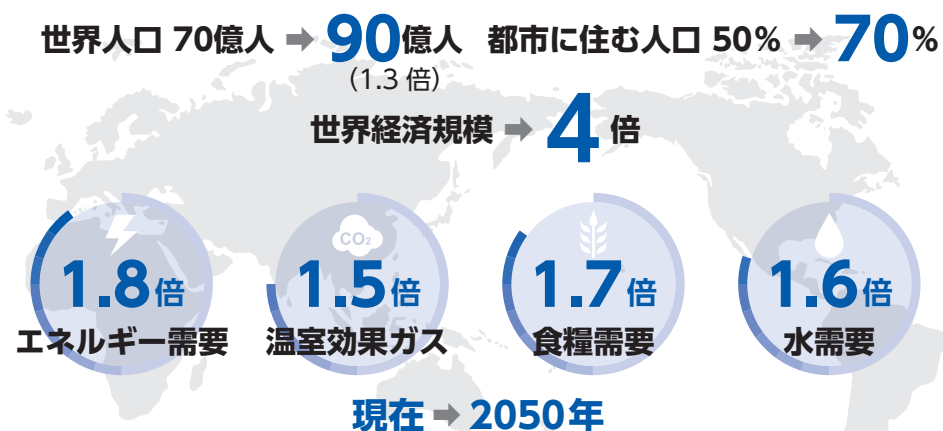 世界人口 70億人 ➡ 90億人 都市に住む人口 50% ➡ 70%
(1.3 倍)
世界経済規模 ➡ 4 倍
CO₂
1.8倍 1.5倍 1.7倍 1.6倍
エネルギー需要 温室効果ガス 食糧需要 水需要
現在 ➡ 2050年